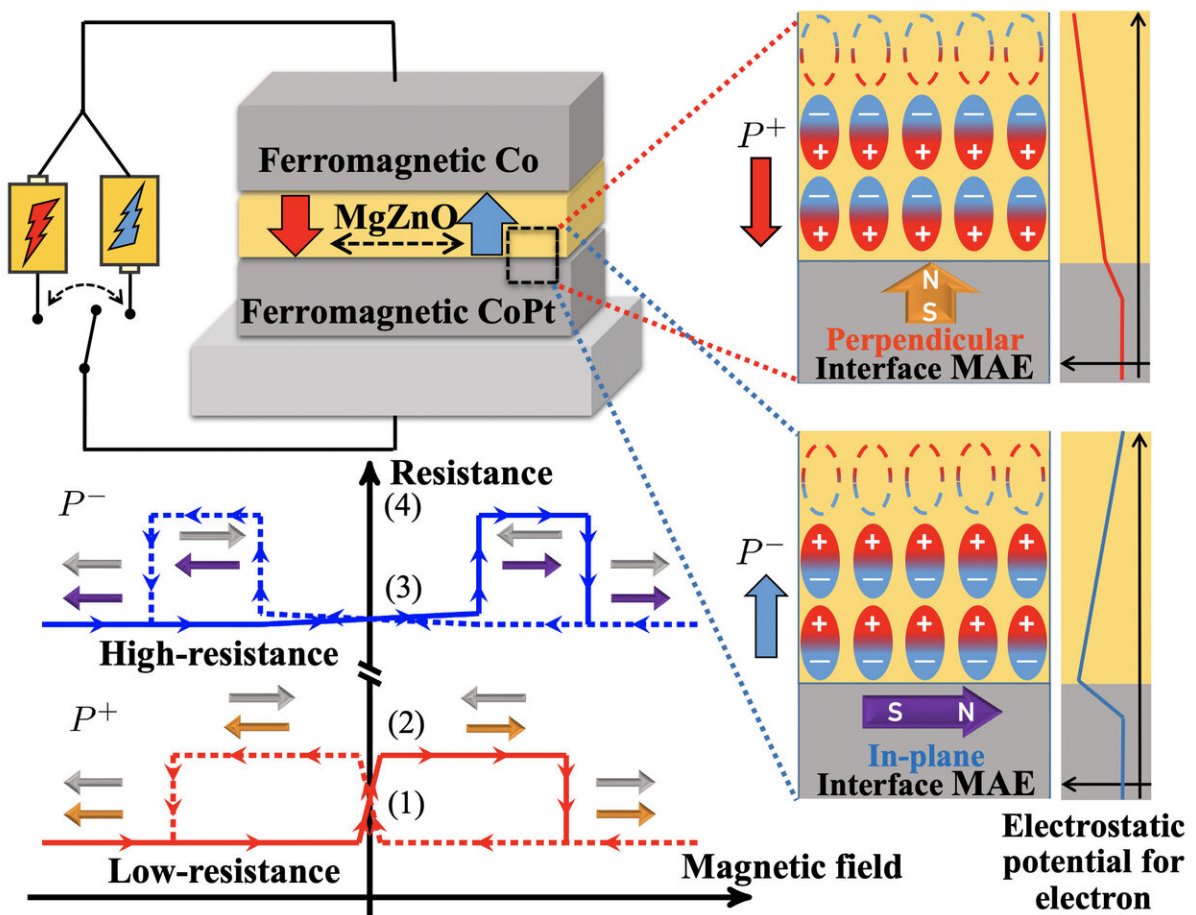 Ferromagnetic Co
MgZnO
Ferromagnetic CoPt
P⁺
− − − − −
+ + + + +
− − − − −
+ + + + +
N
S
Perpendicular
Interface MAE
P⁻
+ + + + +
− − − − −
+ + + + +
− − − − −
S N
In-plane
Interface MAE
Electrostatic
potential for
electron
Resistance
P⁻
(4)
(3)
High-resistance
P⁺
(2)
(1)
Low-resistance
Magnetic field